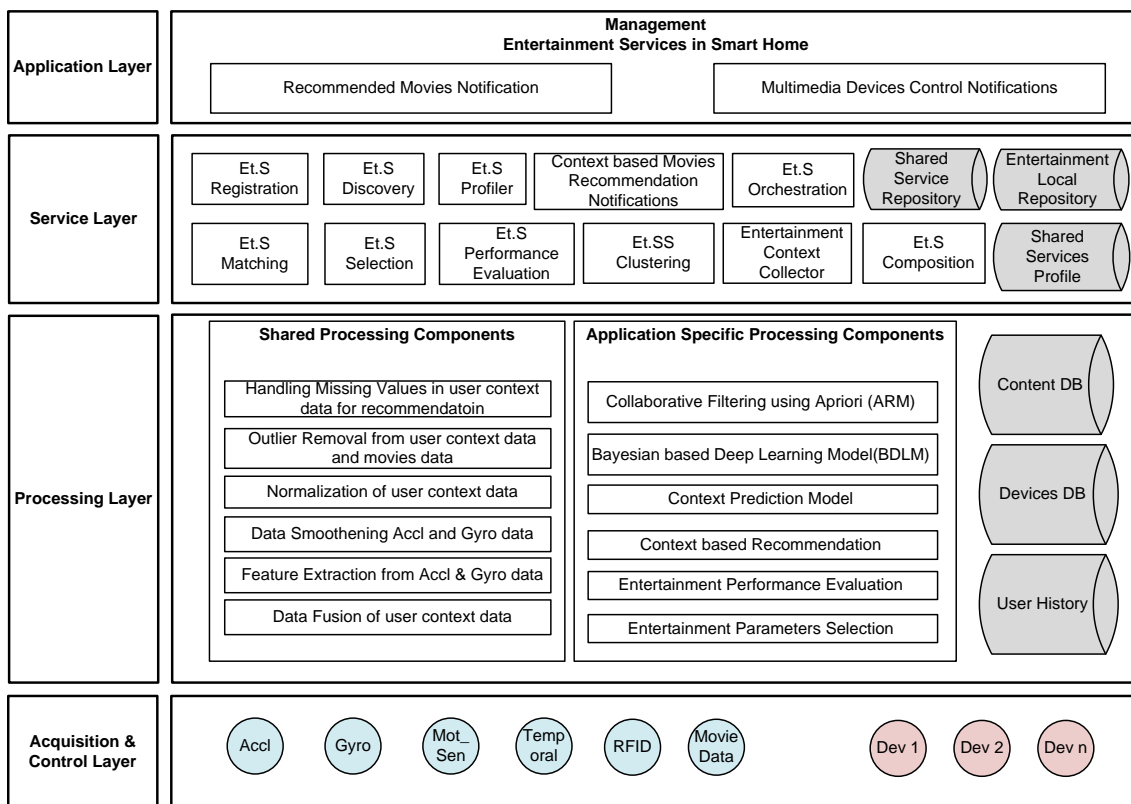 Management
Entertainment Services in Smart Home
Application Layer
Recommended Movies Notification
Multimedia Devices Control Notifications
Service Layer
Et.S
Registration
Et.S
Discovery
Et.S
Profiler
Context based Movies
Recommendation
Notifications
Et.S
Orchestration
Shared
Service
Repository
Entertainment
Local
Repository
Et.S
Matching
Et.S
Selection
Et.S
Performance
Evaluation
Et.SS
Clustering
Entertainment
Context
Collector
Et.S
Composition
Shared
Services
Profile
Processing Layer
Shared Processing Components
Handling Missing Values in user context
data for recommendatoin
Outlier Removal from user context data
and movies data
Normalization of user context data
Data Smoothening Accl and Gyro data
Feature Extraction from Accl & Gyro data
Data Fusion of user context data
Application Specific Processing Components
Collaborative Filtering using Apriori (ARM)
Bayesian based Deep Learning Model(BDLM)
Context Prediction Model
Context based Recommendation
Entertainment Performance Evaluation
Entertainment Parameters Selection
Content DB
Devices DB
User History
Acquisition &
Control Layer
Accl
Gyro
Mot_
Sen
Temp
oral
RFID
Movie
Data
Dev 1
Dev 2
Dev n